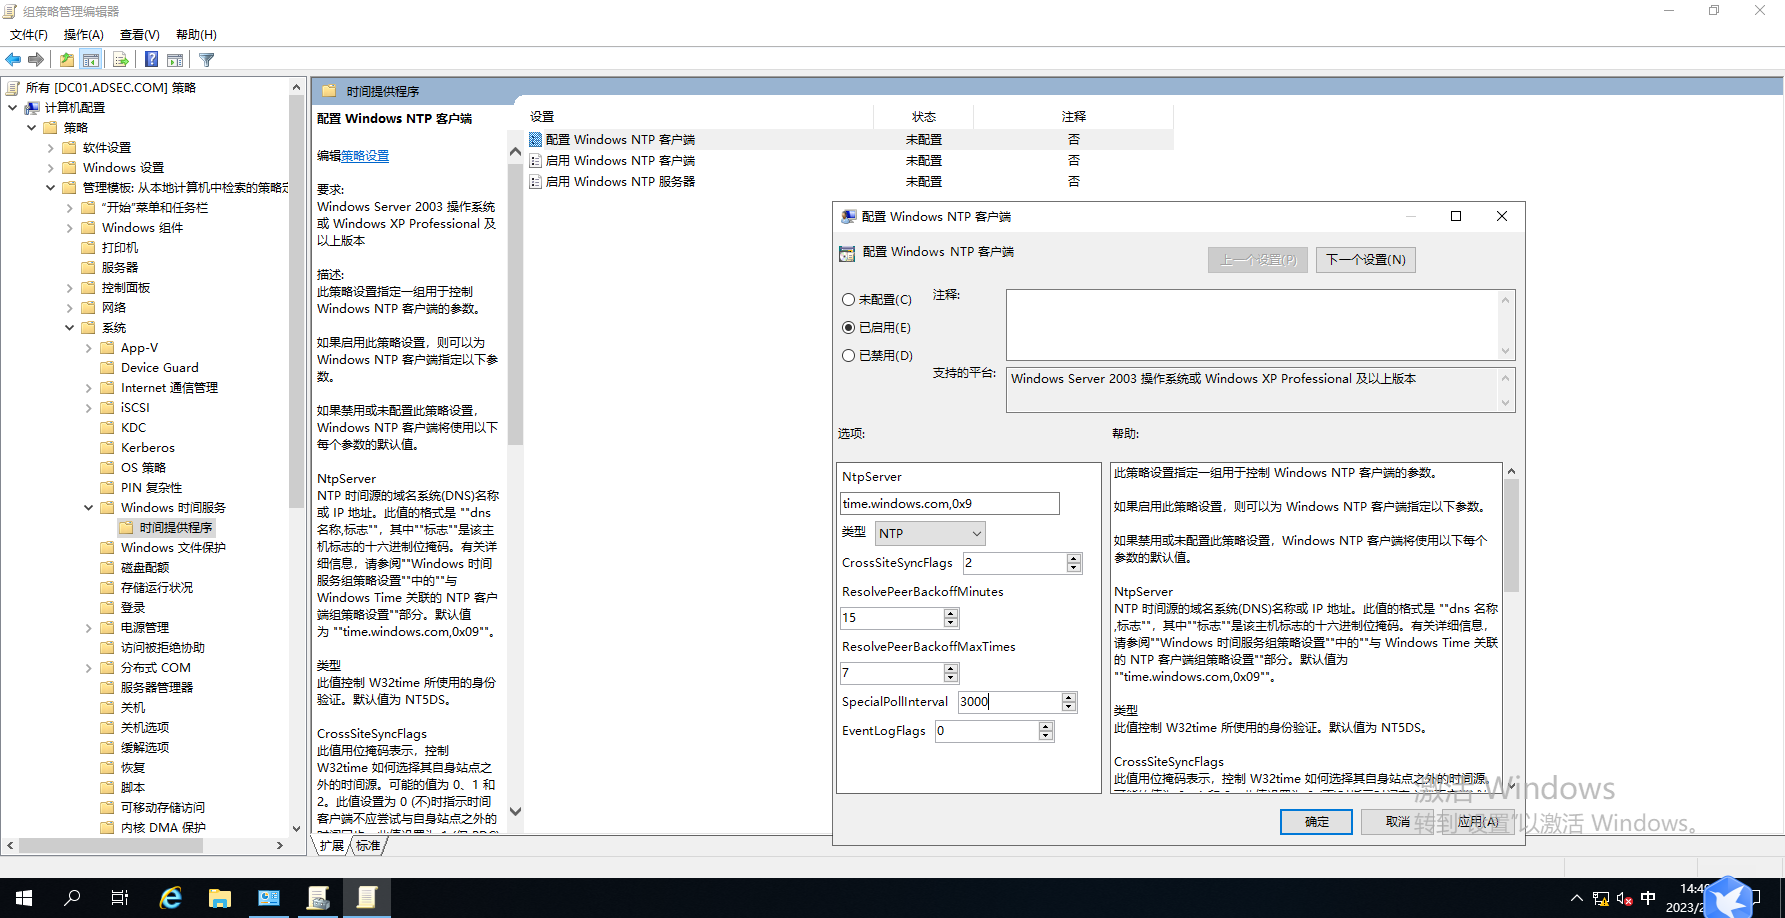 组策略管理编辑器
文件(F) 操作(A) 查看(V) 帮助(H)
所有 [DC01.ADSEC.COM] 策略
计算机配置
策略
软件设置
Windows 设置
管理模板: 从本地计算机中检索的策略定
“开始”菜单和任务栏
Windows 组件
打印机
服务器
控制面板
网络
系统
App-V
Device Guard
Internet 通信管理
iSCSI
KDC
Kerberos
OS 策略
PIN 复杂性
Windows 时间服务
时间提供程序
Windows 文件保护
磁盘配额
存储运行状况
登录
电源管理
访问被拒绝协助
分布式 COM
服务器管理器
关机
关机选项
缓解选项
恢复
脚本
可移动存储访问
内核 DMA 保护
时间提供程序
配置 Windows NTP 客户端
编辑策略设置
要求:
Windows Server 2003 操作系统
或 Windows XP Professional 及
以上版本
描述:
此策略设置指定一组用于控制
Windows NTP 客户端的参数。
如果启用此策略设置，则可以为
Windows NTP 客户端指定以下参
数。
如果禁用或未配置此策略设置，
Windows NTP 客户端将使用以下
每个参数的默认值。
NtpServer
NTP 时间源的域名系统(DNS)名称
或 IP 地址。此值的格式是 ""dns
名称,标志""，其中""标志""是该主
机标志的十六进制位掩码。有关详
细信息，请参阅""Windows 时间
服务组策略设置""中的""与
Windows Time 关联的 NTP 客户
端组策略设置""部分。默认值
为 ""time.windows.com,0x09""。
类型
此值控制 W32time 所使用的身份
验证。默认值为 NT5DS。
CrossSiteSyncFlags
此值用位掩码表示，控制
W32time 如何选择其自身站点之
外的时间源。可能的值为 0、1 和
2。此值设置为 0 (不)时指示时间
客户端不应尝试与自身站点之外的
扩展 标准
设置 状态 注释
配置 Windows NTP 客户端 未配置 否
启用 Windows NTP 客户端 未配置 否
启用 Windows NTP 服务器 未配置 否
配置 Windows NTP 客户端
配置 Windows NTP 客户端
上一个设置(P) 下一个设置(N)
未配置(C) 注释:
已启用(E)
已禁用(D)
支持的平台: Windows Server 2003 操作系统或 Windows XP Professional 及以上版本
选项: 帮助:
NtpServer
time.windows.com,0x9
类型 NTP
CrossSiteSyncFlags 2
ResolvePeerBackoffMinutes
15
ResolvePeerBackoffMaxTimes
7
SpecialPollInterval 3000
EventLogFlags 0
此策略设置指定一组用于控制 Windows NTP 客户端的参数。
如果启用此策略设置，则可以为 Windows NTP 客户端指定以下参数。
如果禁用或未配置此策略设置，Windows NTP 客户端将使用以下每个
参数的默认值。
NtpServer
NTP 时间源的域名系统(DNS)名称或 IP 地址。此值的格式是 ""dns 名称
,标志""，其中""标志""是该主机标志的十六进制位掩码。有关详细信息，
请参阅""Windows 时间服务组策略设置""中的""与 Windows Time 关联
的 NTP 客户端组策略设置""部分。默认值为
""time.windows.com,0x09""。
类型
此值控制 W32time 所使用的身份验证。默认值为 NT5DS。
CrossSiteSyncFlags
此值用位掩码表示，控制 W32time 如何选择其自身站点之外的时间源。
确定 取消 应用(A)
激活 Windows
转到"设置"以激活 Windows。
中
14:4
2023/2